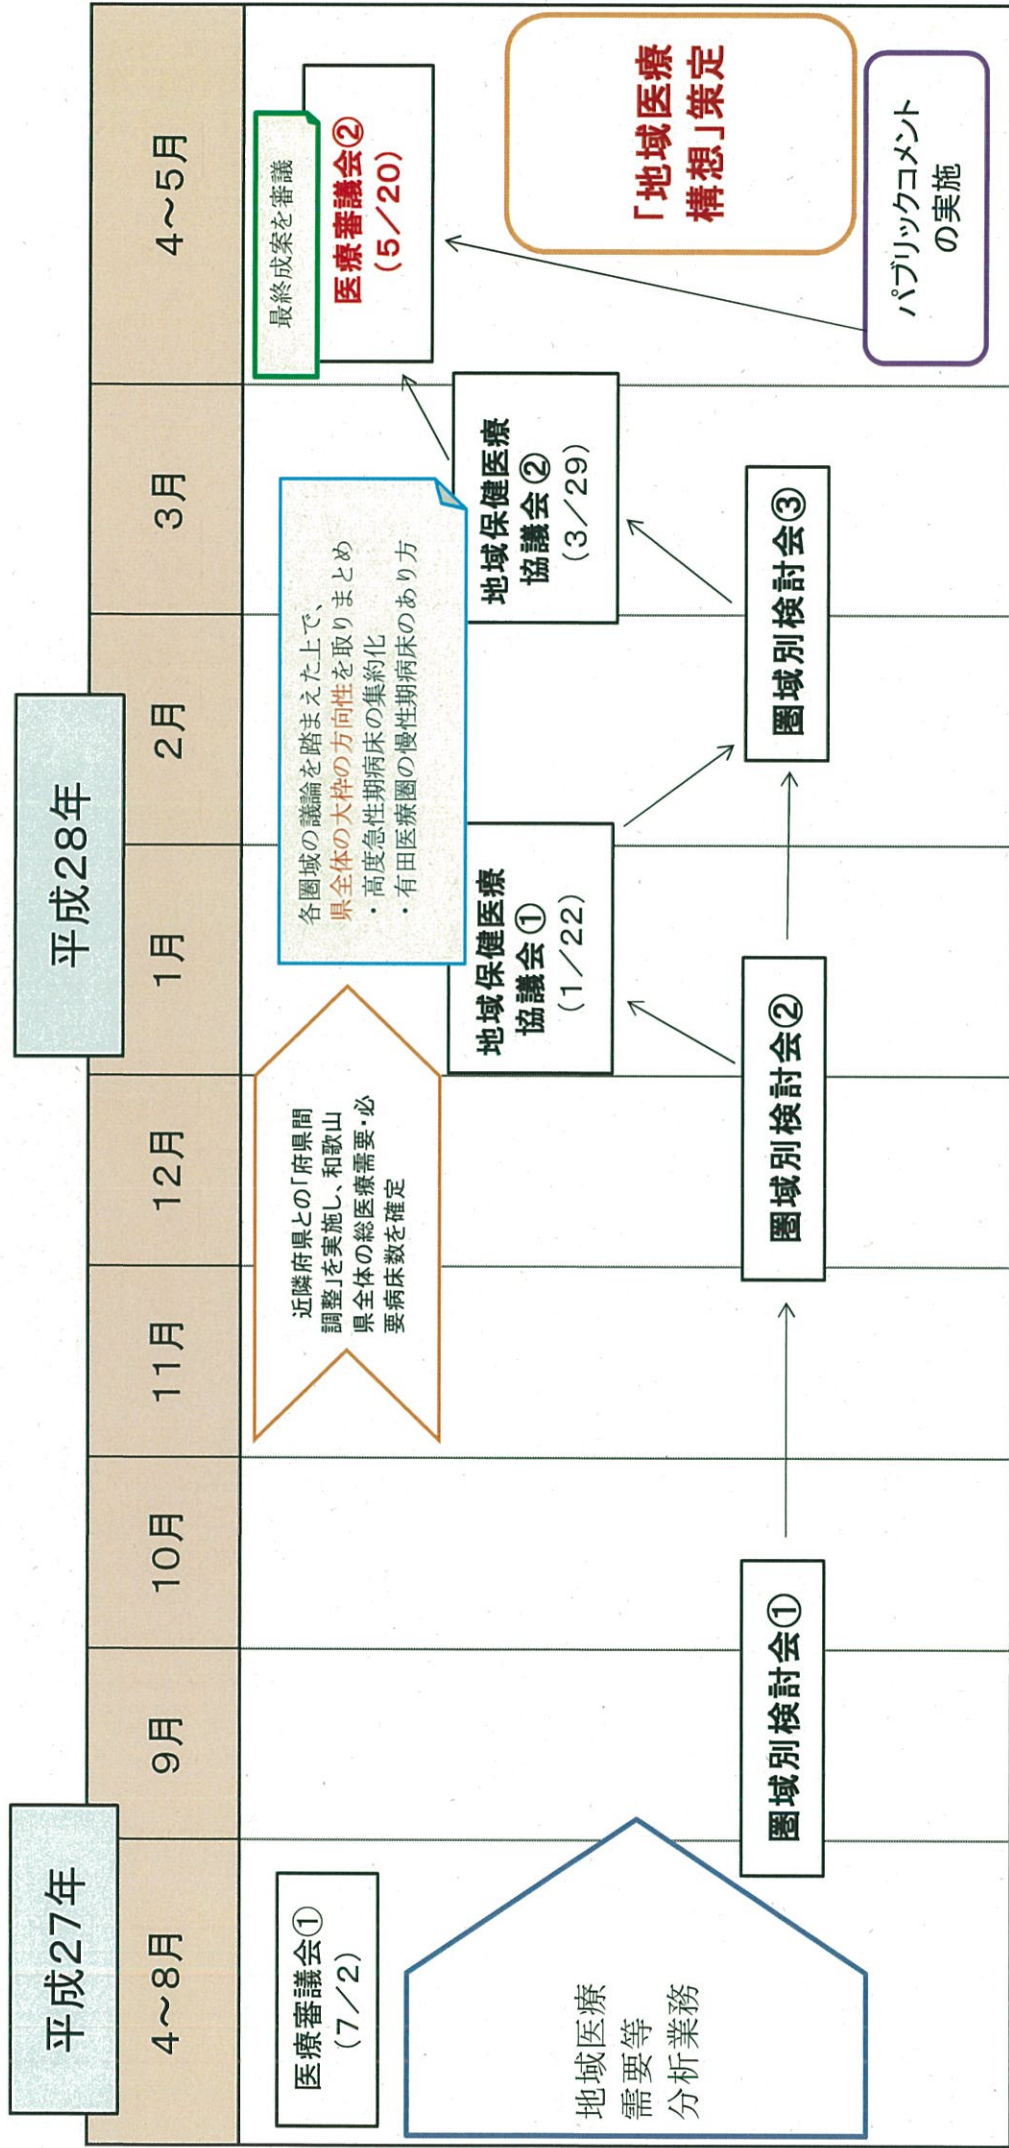 平成27年
平成28年
4～8月
9月
10月
11月
12月
1月
2月
3月
4～5月
医療審議会①
(7/2)
地域医療
需要等
分析業務
圏域別検討会①
近隣府県との「府県間
調整」を実施し、和歌山
県全体の総医療需要・必
要病床数を確定
圏域別検討会②
地域保健医療
協議会①
(1/22)
各圏域の議論を踏まえた上で、
県全体の大枠の方向性を取りまとめ
・高度急性期病床の集約化
・有田医療圏の慢性期病床のあり方
圏域別検討会③
地域保健医療
協議会②
(3/29)
最終成案を審議
医療審議会②
(5/20)
「地域医療
構想」策定
パブリックコメント
の実施